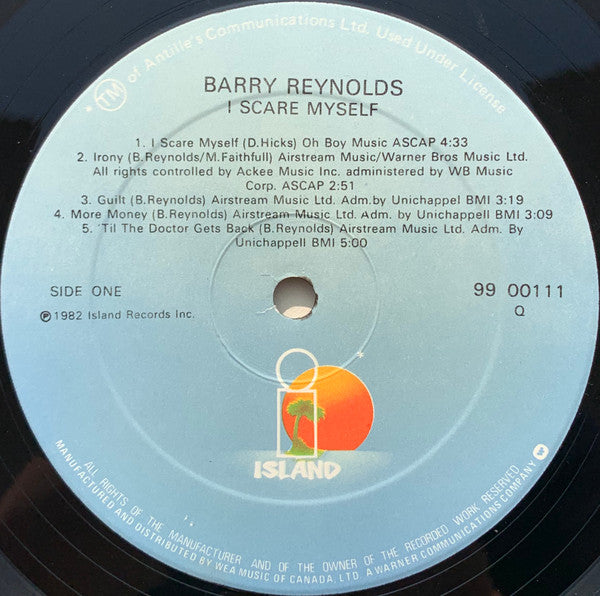 TM of Antille's Communications Ltd. Used Under License
BARRY REYNOLDS
I SCARE MYSELF
1. I Scare Myself (D.Hicks) Oh Boy Music ASCAP 4:33
2. Irony (B.Reynolds/M.Faithfull) Airstream Music/Warner Bros Music Ltd.
All rights controlled by Ackee Music Inc. administered by WB Music
Corp. ASCAP 2:51
3. Guilt (B.Reynolds) Airstream Music Ltd. Adm.by Unichappel BMI 3:19
4. More Money (B.Reynolds) Airstream Music Ltd. Adm. by Unichappell BMI 3:09
5. 'Til The Doctor Gets Back (B.Reynolds) Airstream Music Ltd. Adm. By
Unichappell BMI 5:00
SIDE ONE
99 00111
Q
℗ 1982 Island Records Inc.
ISLAND
ALL RIGHTS OF THE MANUFACTURER AND OF THE OWNER OF THE RECORDED WORK RESERVED
MANUFACTURED AND DISTRIBUTED BY WEA MUSIC OF CANADA, LTD. A WARNER COMMUNICATIONS COMPANY